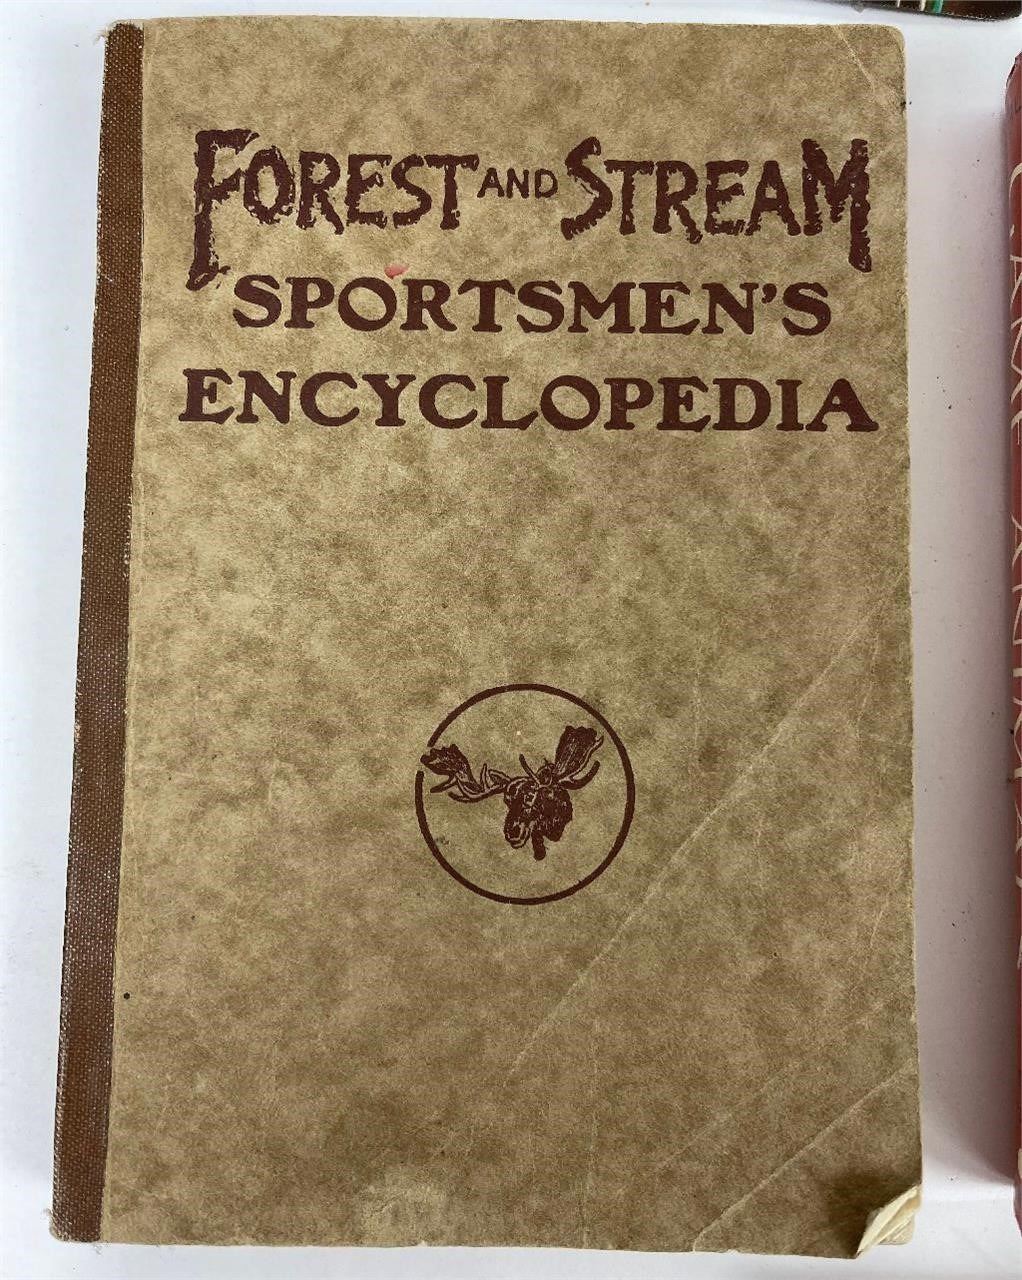 FOREST AND STREAM
SPORTSMEN'S
ENCYCLOPEDIA